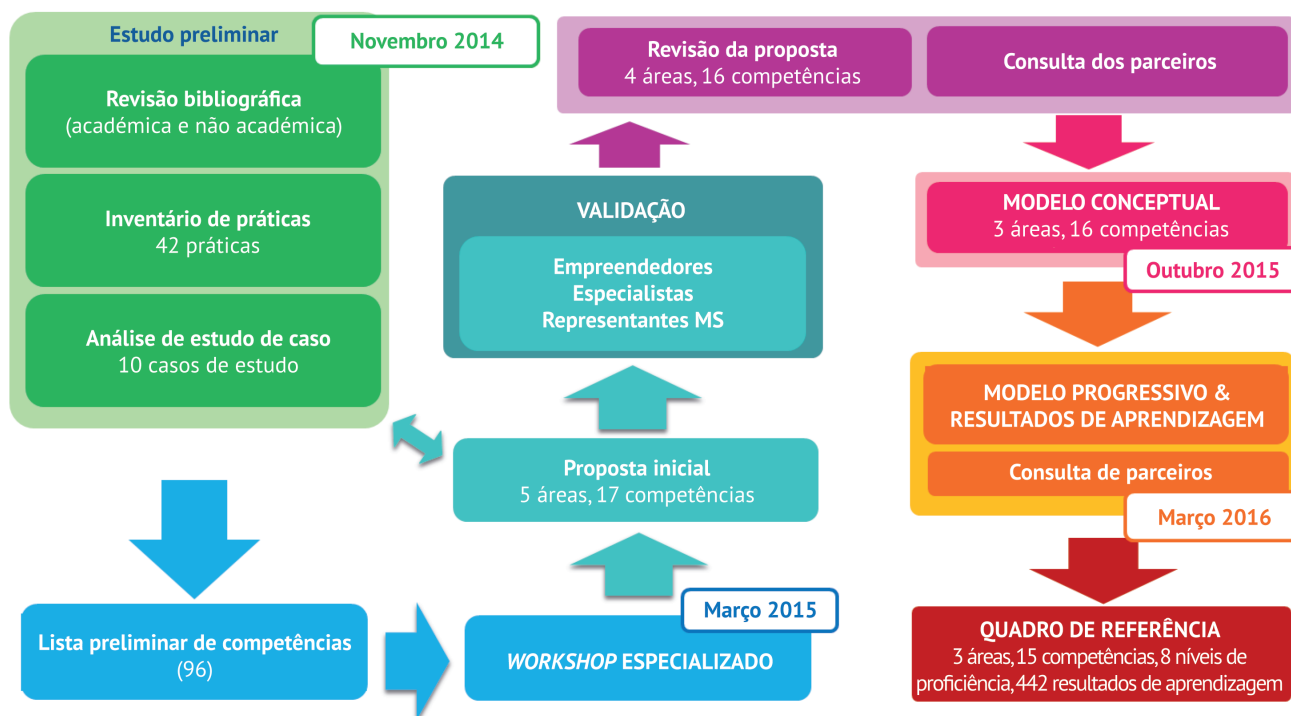 Estudo preliminar
Novembro 2014
Revisão bibliográfica
(académica e não académica)
Inventário de práticas
42 práticas
Análise de estudo de caso
10 casos de estudo
Lista preliminar de competências
(96)
Março 2015
WORKSHOP ESPECIALIZADO
Proposta inicial
5 áreas, 17 competências
VALIDAÇÃO
Empreendedores
Especialistas
Representantes MS
Revisão da proposta
4 áreas, 16 competências
Consulta dos parceiros
MODELO CONCEPTUAL
3 áreas, 16 competências
Outubro 2015
MODELO PROGRESSIVO &
RESULTADOS DE APRENDIZAGEM
Consulta de parceiros
Março 2016
QUADRO DE REFERÊNCIA
3 áreas, 15 competências, 8 níveis de
proficiência, 442 resultados de aprendizagem